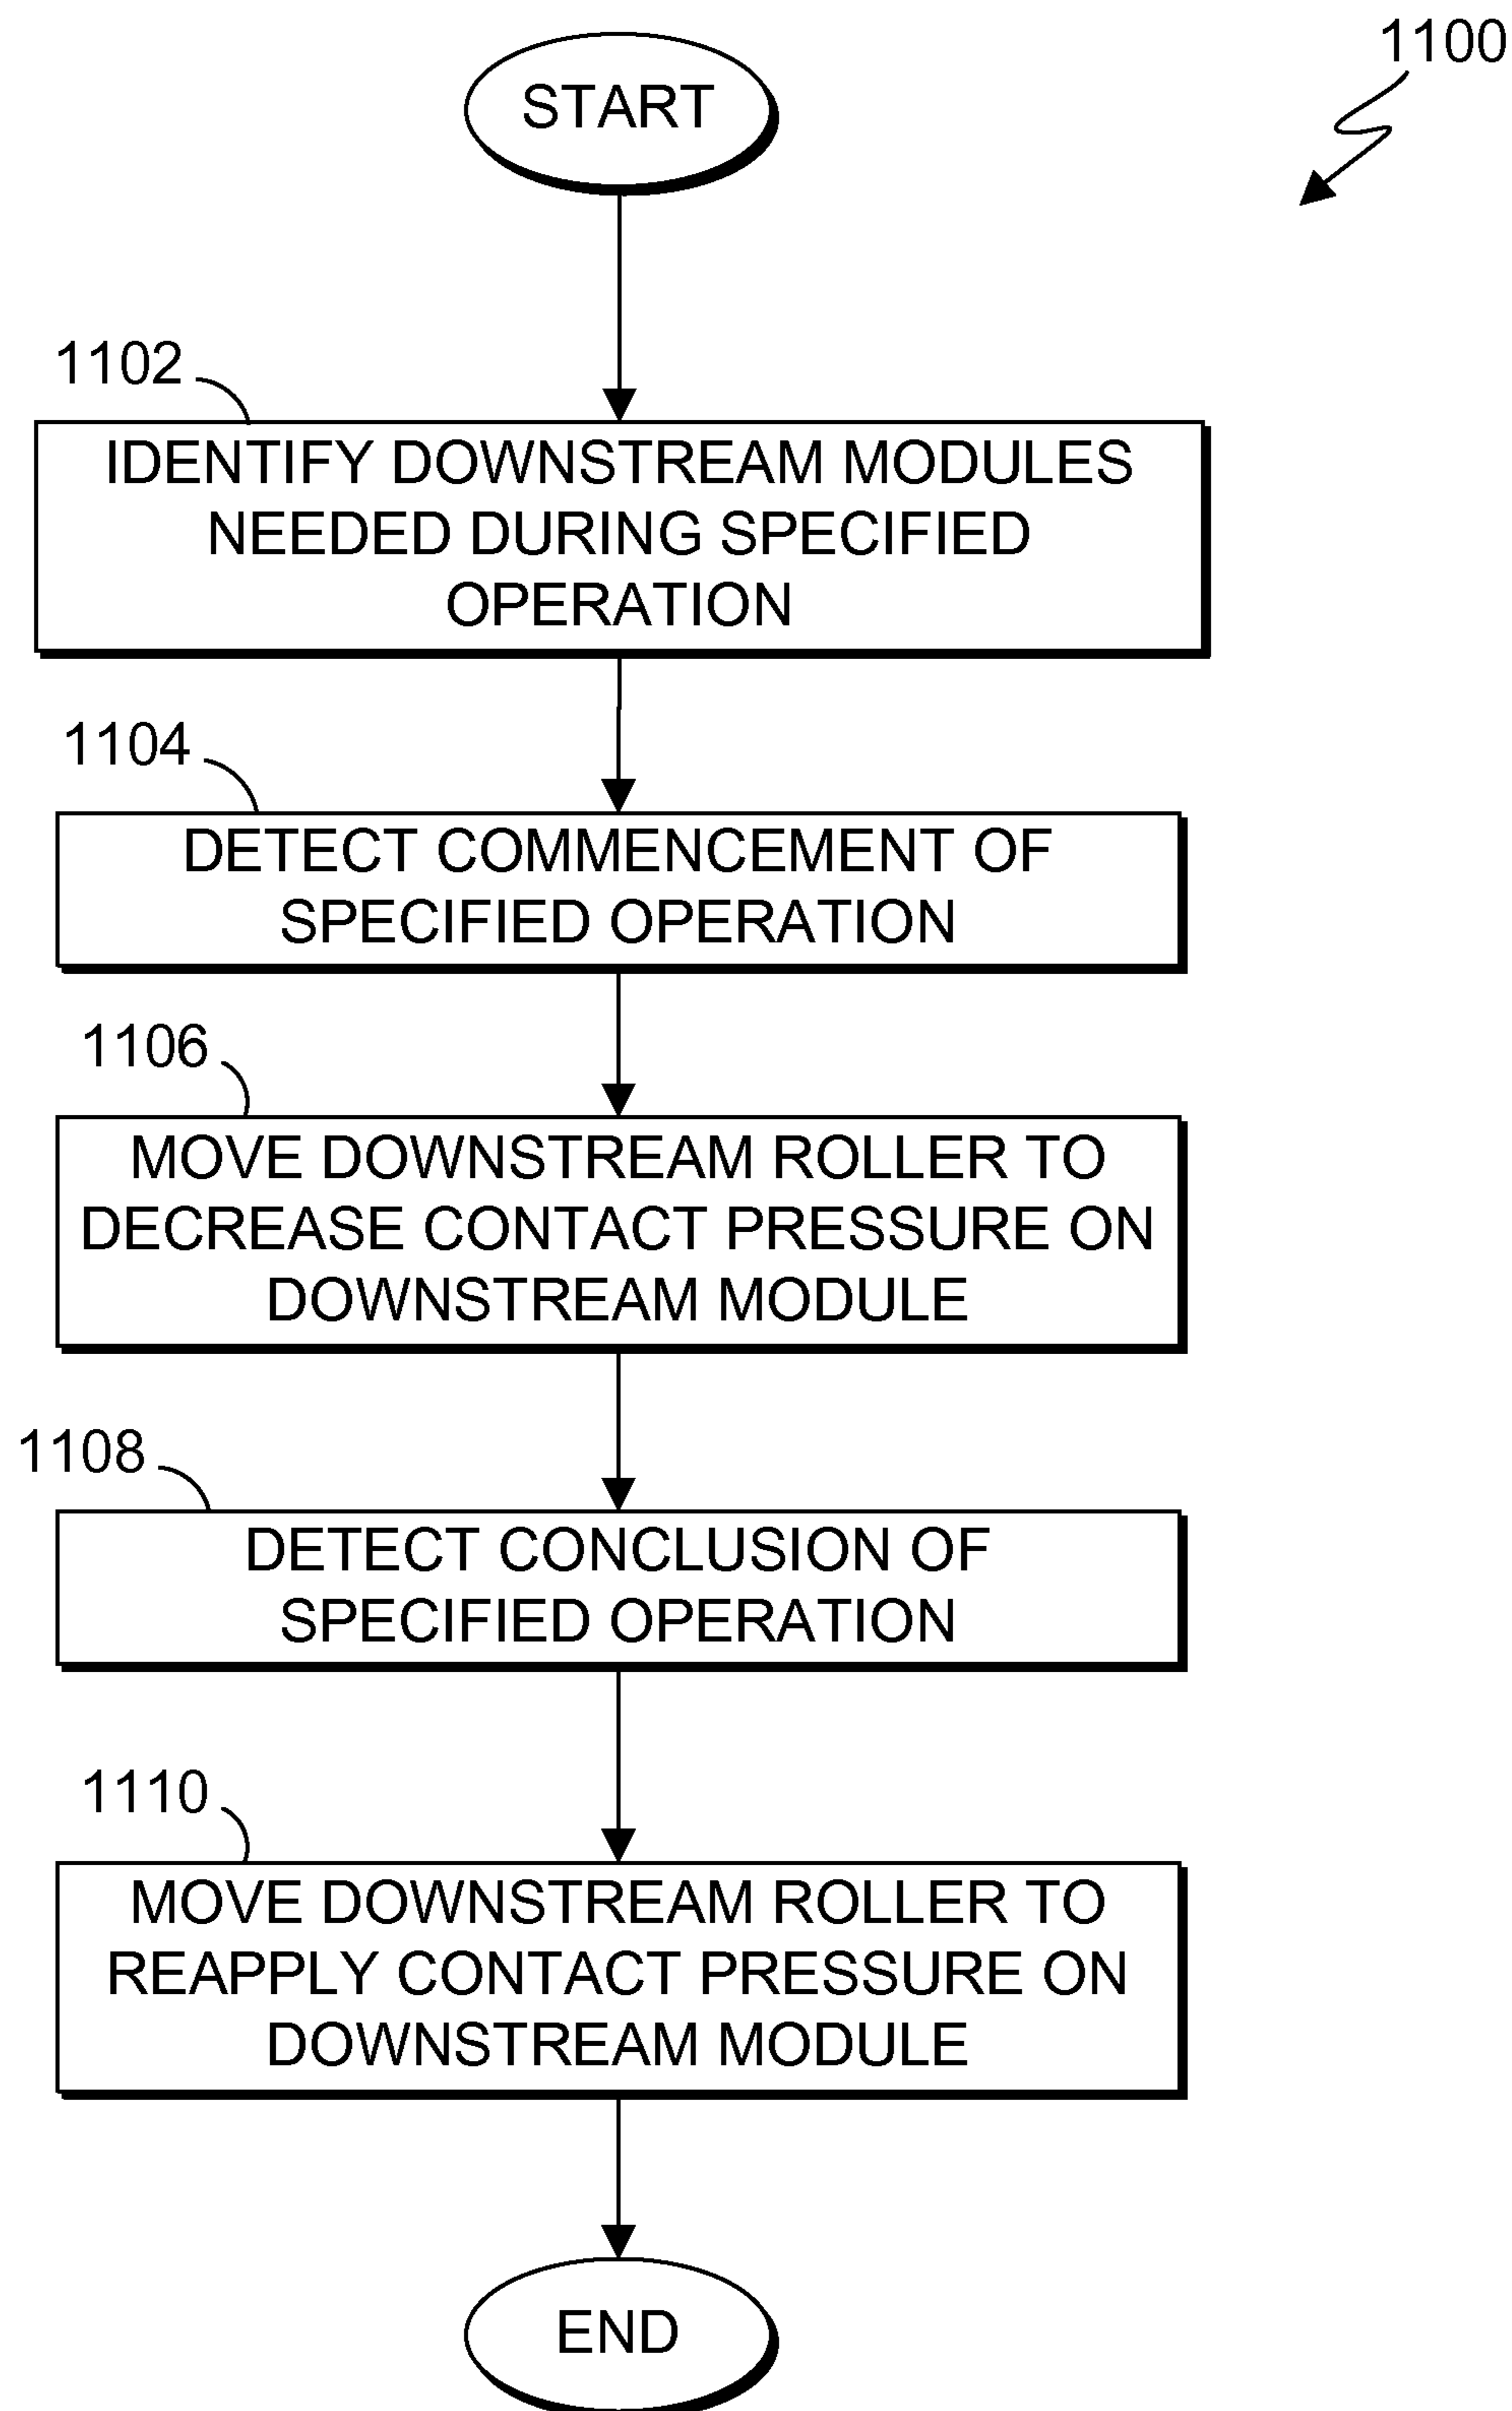 1100
START
1102
IDENTIFY DOWNSTREAM MODULES
NEEDED DURING SPECIFIED
OPERATION
1104
DETECT COMMENCEMENT OF
SPECIFIED OPERATION
1106
MOVE DOWNSTREAM ROLLER TO
DECREASE CONTACT PRESSURE ON
DOWNSTREAM MODULE
1108
DETECT CONCLUSION OF
SPECIFIED OPERATION
1110
MOVE DOWNSTREAM ROLLER TO
REAPPLY CONTACT PRESSURE ON
DOWNSTREAM MODULE
END